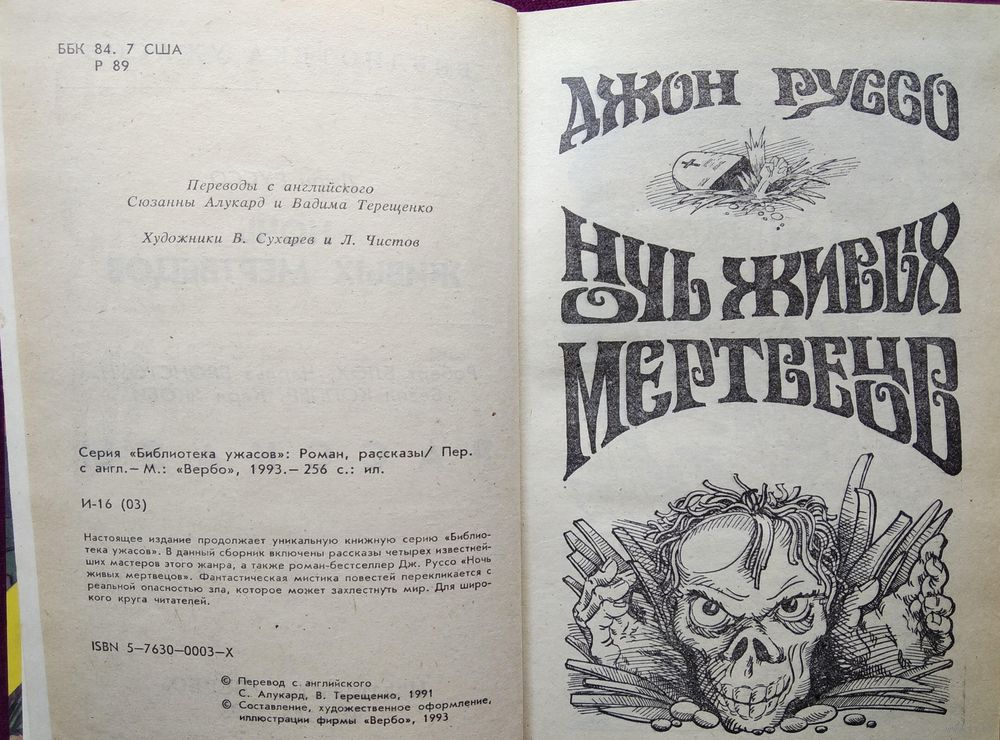 ББК 84. 7 США
Р 89
Переводы с английского
Сюзанны Алукард и Вадима Терещенко
Художники В. Сухарев и Л. Чистов
Серия «Библиотека ужасов»: Роман, рассказы/ Пер.
с англ.— М.: «Вербо», 1993.— 256 с.: ил.
И-16 (03)
Настоящее издание продолжает уникальную книжную серию «Библио-
тека ужасов». В данный сборник включены рассказы четырех известней-
ших мастеров этого жанра, а также роман-бестселлер Дж. Руссо «Ночь
живых мертвецов». Фантастическая мистика повестей перекликается с
реальной опасностью зла, которое может захлестнуть мир. Для широ-
кого круга читателей.
ISBN 5—7630—0003—X
© Перевод с английского
С. Алукард, В. Терещенко, 1991
© Составление, художественное оформление,
иллюстрации фирмы «Вербо», 1993
ДЖОН РУССО
НОЧЬ ЖИВЫХ
МЕРТВЕЦОВ